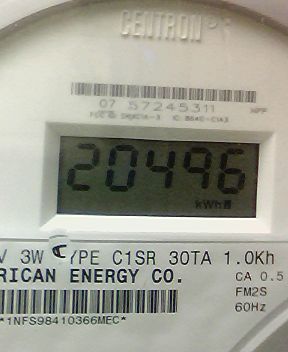 CENTRON
07 57245311
20496
kWh
V 3W TYPE C1SR 30TA 1.0Kh
RICAN ENERGY CO. CA 0.5
FM2S
*1NFS98410366MEC* 60Hz